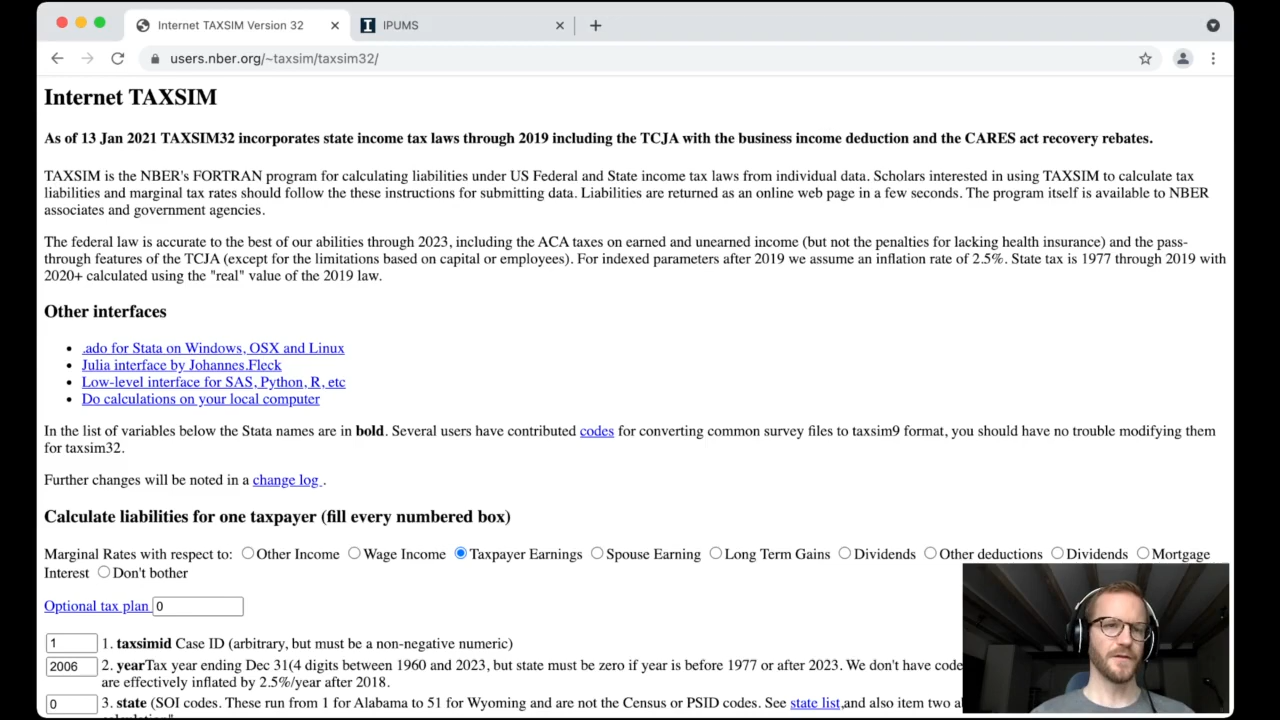 Internet TAXSIM Version 32
IPUMS
users.nber.org/~taxsim/taxsim32/
Internet TAXSIM
As of 13 Jan 2021 TAXSIM32 incorporates state income tax laws through 2019 including the TCJA with the business income deduction and the CARES act recovery rebates.
TAXSIM is the NBER's FORTRAN program for calculating liabilities under US Federal and State income tax laws from individual data. Scholars interested in using TAXSIM to calculate tax
liabilities and marginal tax rates should follow the these instructions for submitting data. Liabilities are returned as an online web page in a few seconds. The program itself is available to NBER
associates and government agencies.
The federal law is accurate to the best of our abilities through 2023, including the ACA taxes on earned and unearned income (but not the penalties for lacking health insurance) and the pass-
through features of the TCJA (except for the limitations based on capital or employees). For indexed parameters after 2019 we assume an inflation rate of 2.5%. State tax is 1977 through 2019 with
2020+ calculated using the "real" value of the 2019 law.
Other interfaces
• .ado for Stata on Windows, OSX and Linux
• Julia interface by Johannes.Fleck
• Low-level interface for SAS, Python, R, etc
• Do calculations on your local computer
In the list of variables below the Stata names are in bold. Several users have contributed codes for converting common survey files to taxsim9 format, you should have no trouble modifying them
for taxsim32.
Further changes will be noted in a change log .
Calculate liabilities for one taxpayer (fill every numbered box)
Marginal Rates with respect to: Other Income Wage Income Taxpayer Earnings Spouse Earning Long Term Gains Dividends Other deductions Dividends Mortgage
Interest Don't bother
Optional tax plan 0
1 1. taxsimid Case ID (arbitrary, but must be a non-negative numeric)
2006 2. yearTax year ending Dec 31(4 digits between 1960 and 2023, but state must be zero if year is before 1977 or after 2023. We don't have code
are effectively inflated by 2.5%/year after 2018.
0 3. state (SOI codes. These run from 1 for Alabama to 51 for Wyoming and are not the Census or PSID codes. See state list,and also item two